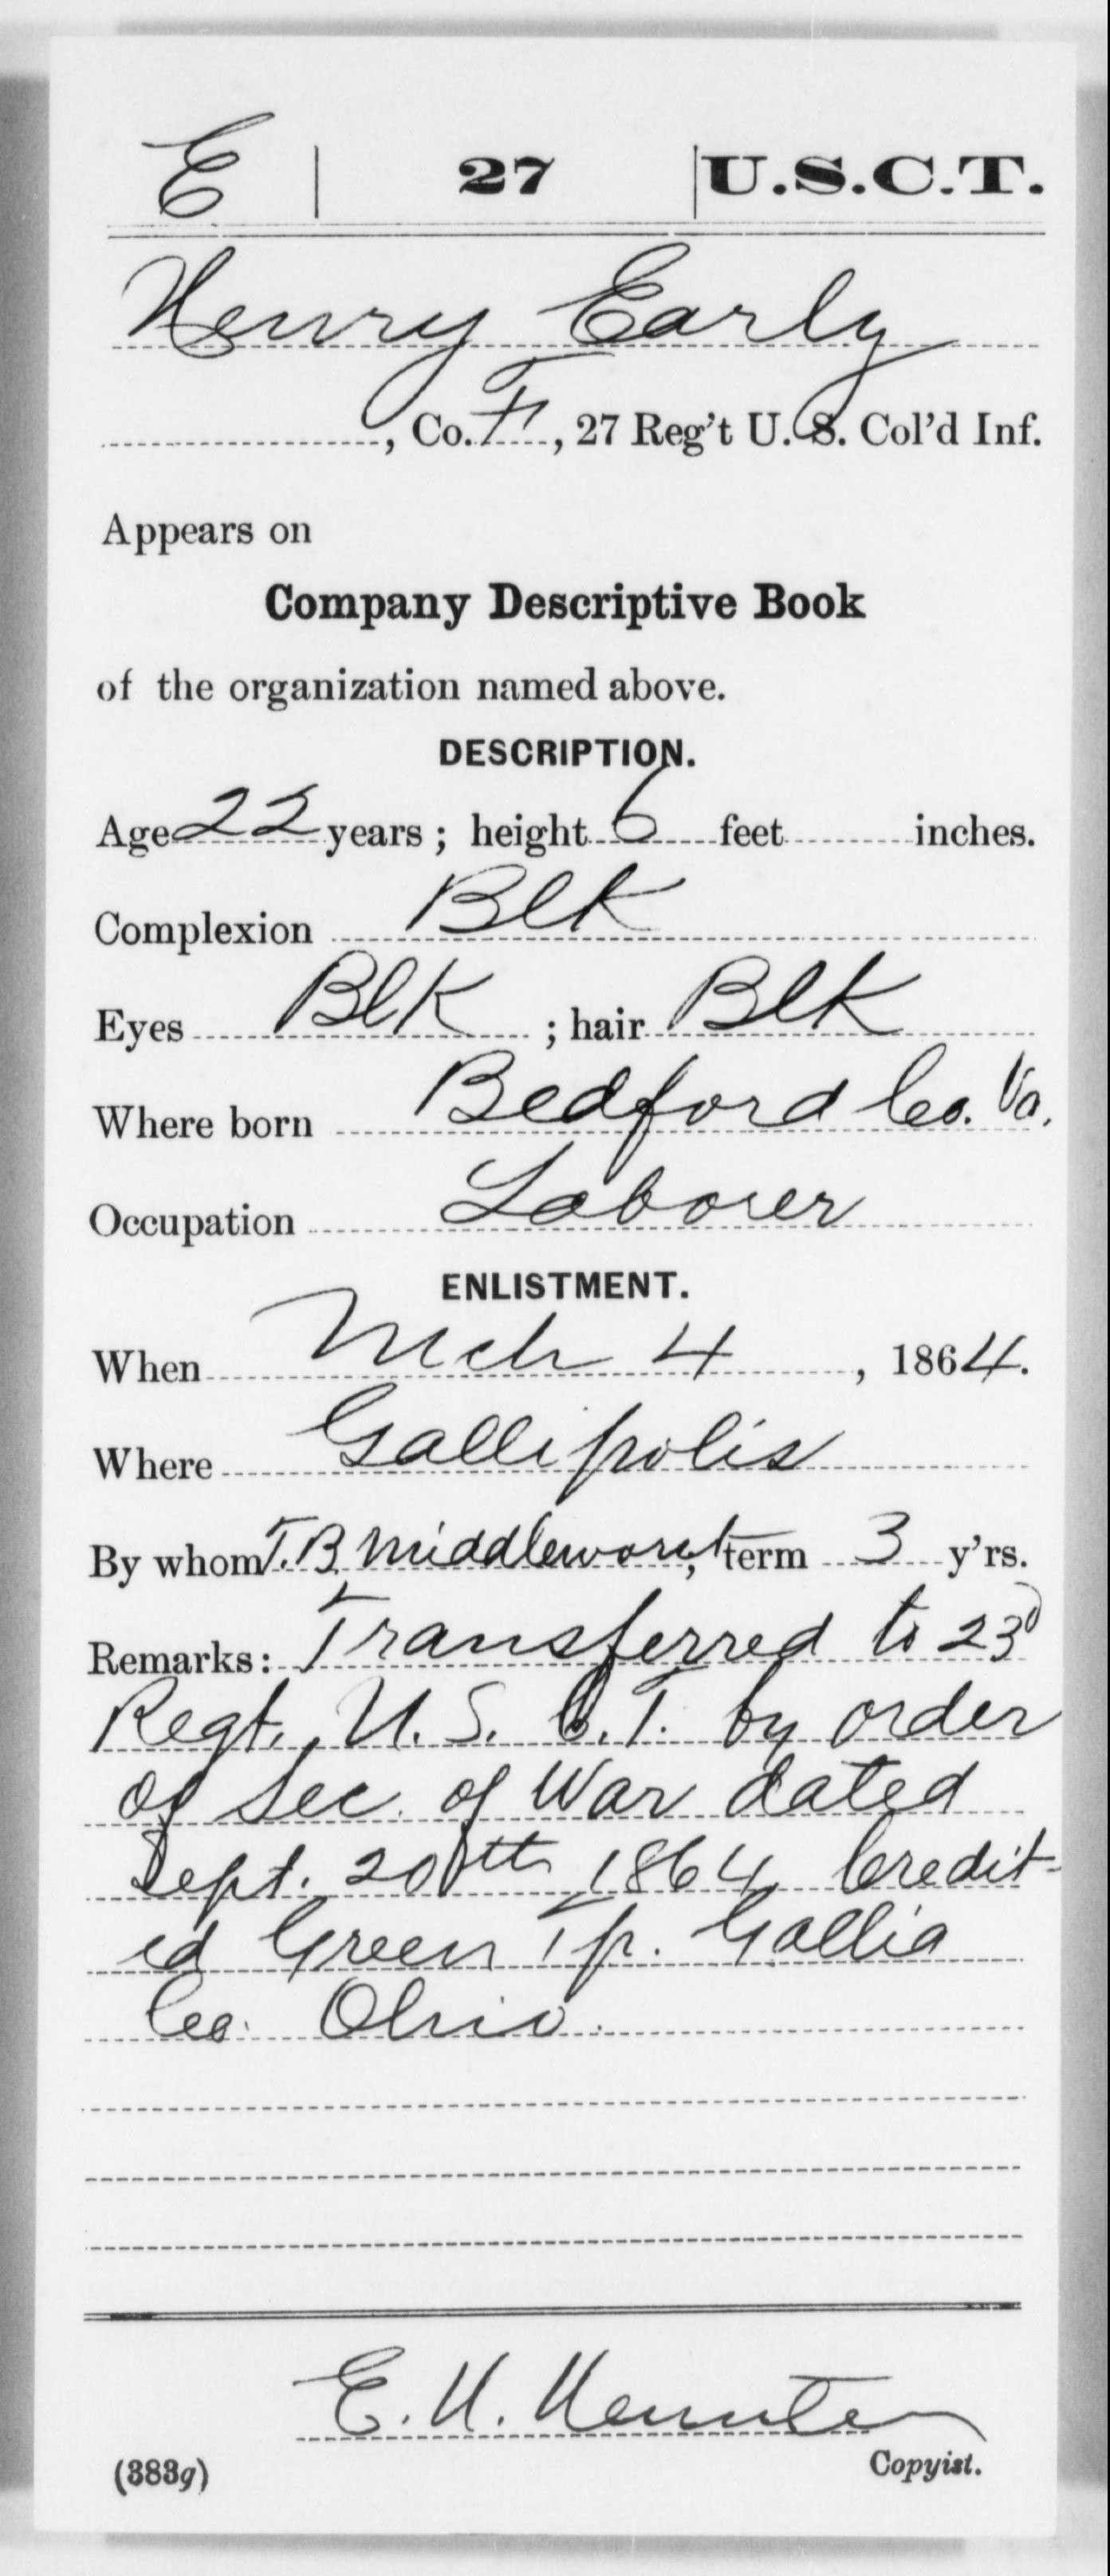 E | 27 | U.S.C.T.
Henry Early
, Co. F, 27 Reg't U. S. Col'd Inf.
Appears on
Company Descriptive Book
of the organization named above.
DESCRIPTION.
Age 22 years; height 6 feet inches.
Complexion Blk
Eyes Blk; hair Blk
Where born Bedford Co. Va.
Occupation Laborer
ENLISTMENT.
When Mch 4, 1864.
Where Gallipolis
By whom T.B. Middleworst, term 3 y'rs.
Remarks: Transferred to 23d
Regt. U. S. C. T. by order
of Sec. of War dated
Sept. 20th 1864 Credit-
ed Green Tp. Gallia
Co. Ohio.
E. H.
(383g) Copyist.